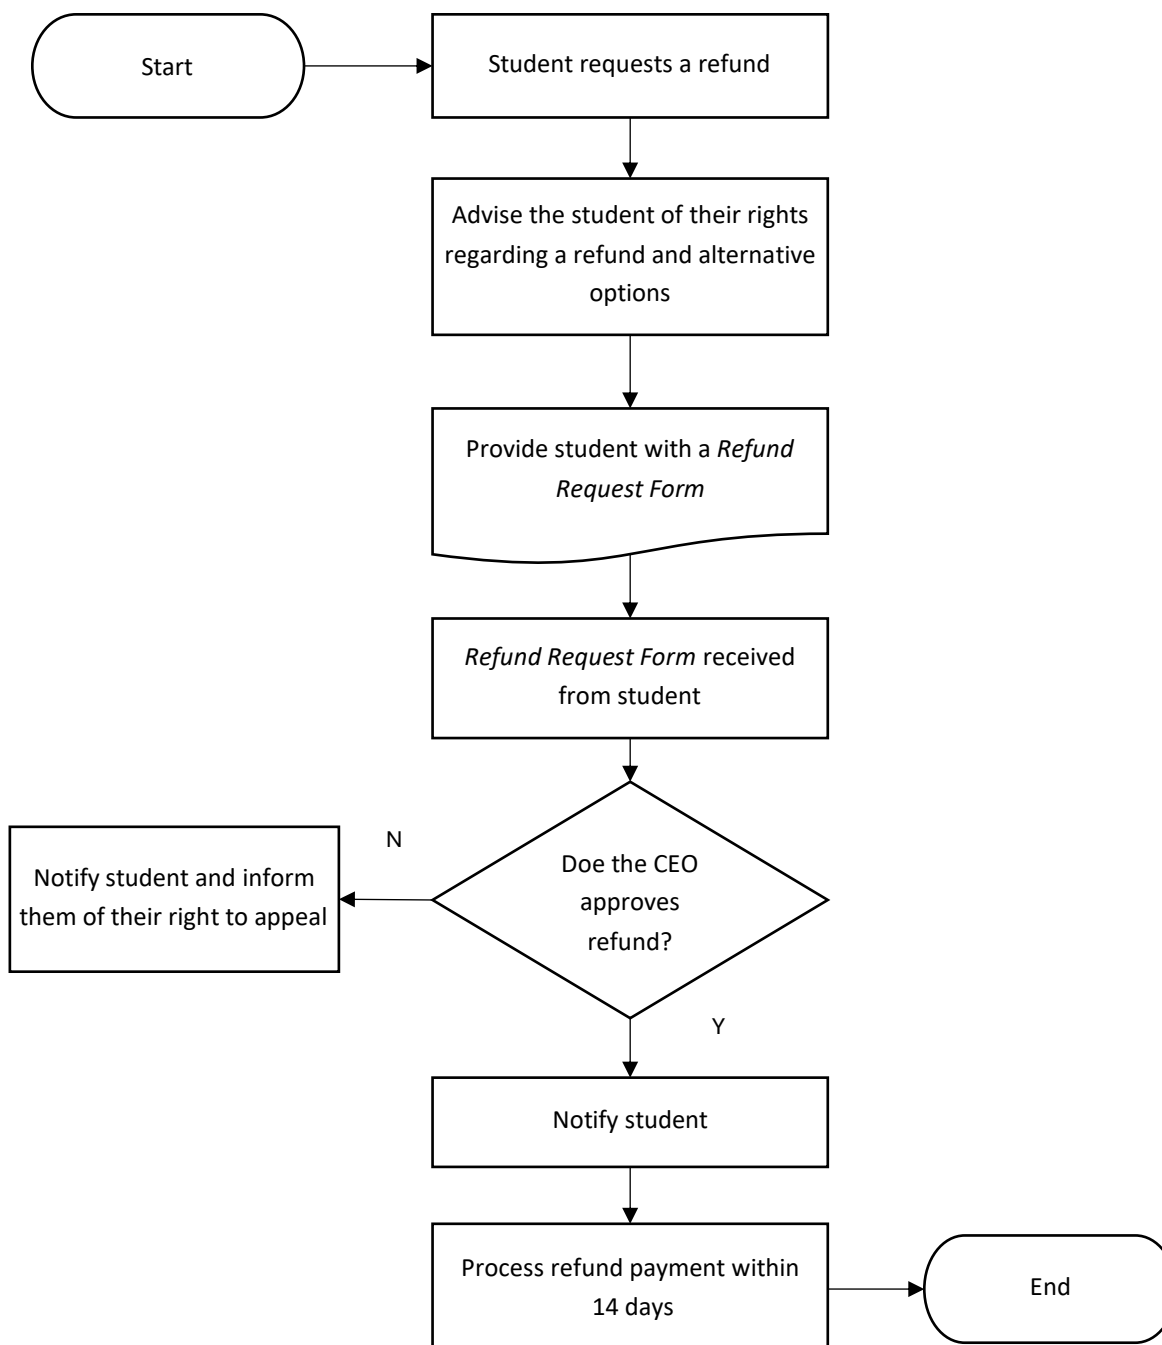 Start
Student requests a refund
Advise the student of their rights
regarding a refund and alternative
options
Provide student with a Refund
Request Form
Refund Request Form received
from student
Doe the CEO
approves
refund?
N
Notify student and inform
them of their right to appeal
Y
Notify student
Process refund payment within
14 days
End